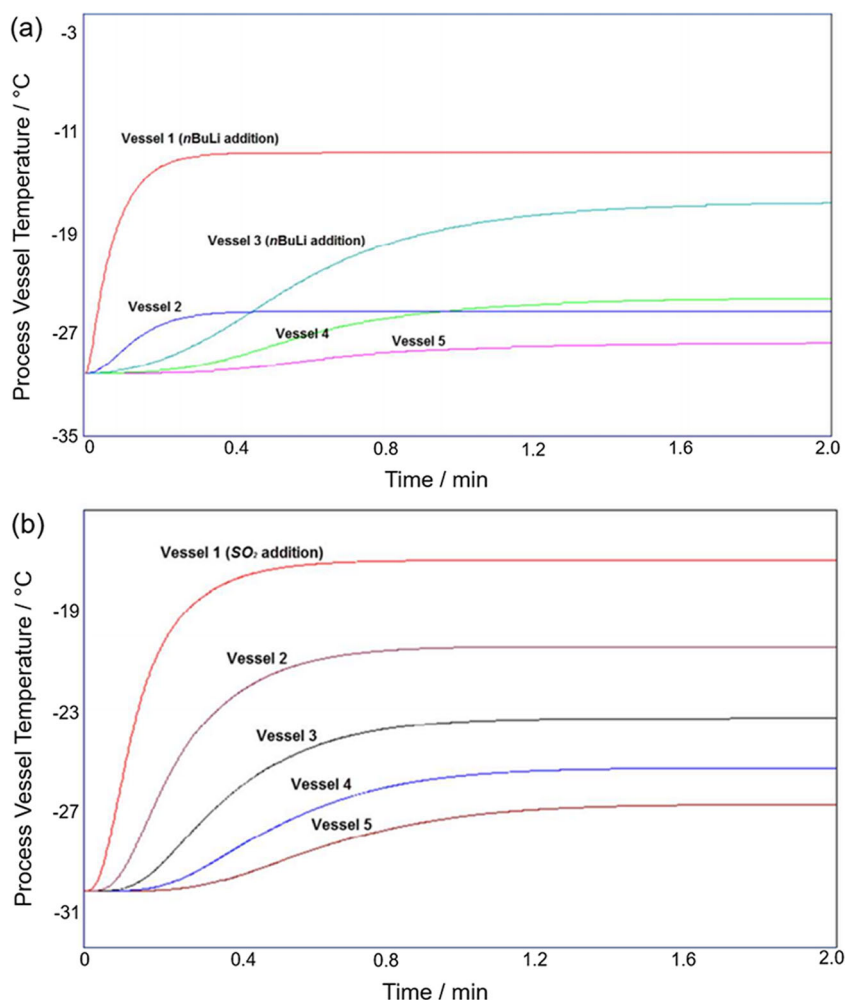 (a)
Process Vessel Temperature / °C
-3
-11
-19
-27
-35
Vessel 1 (nBuLi addition)
Vessel 3 (nBuLi addition)
Vessel 2
Vessel 4
Vessel 5
0 0.4 0.8 1.2 1.6 2.0
Time / min
(b)
Process Vessel Temperature / °C
-19
-23
-27
-31
Vessel 1 (SO₂ addition)
Vessel 2
Vessel 3
Vessel 4
Vessel 5
0 0.4 0.8 1.2 1.6 2.0
Time / min